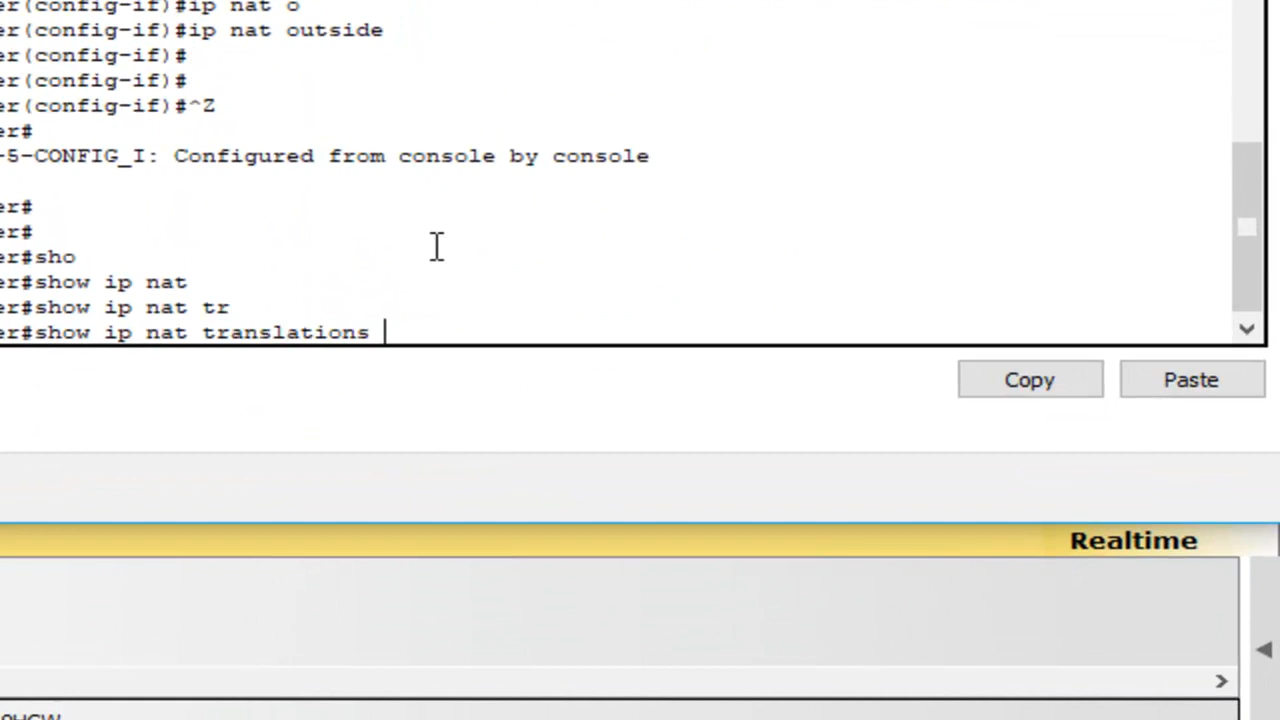 er(config-if)#ip nat o
er(config-if)#ip nat outside
er(config-if)#
er(config-if)#
er(config-if)#^Z
er#
-5-CONFIG_I: Configured from console by console
er#
er#
er#sho
er#show ip nat
er#show ip nat tr
er#show ip nat translations
Copy Paste
Realtime